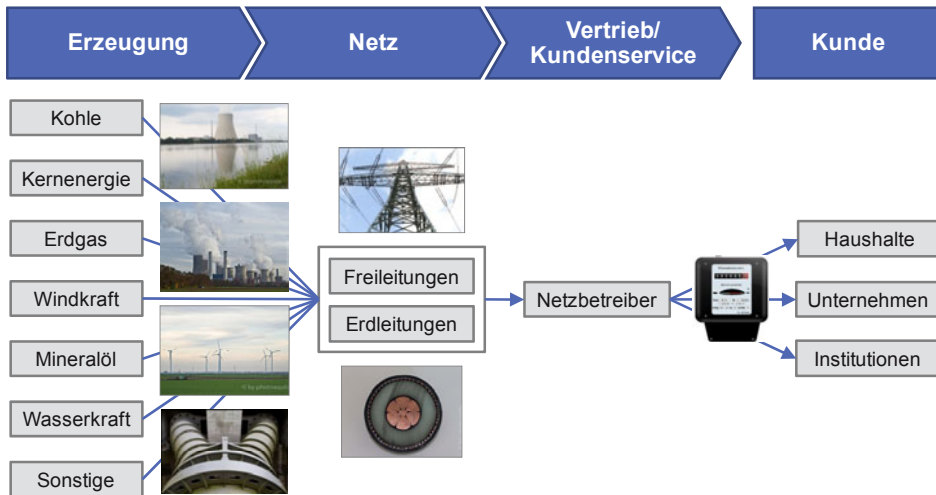 Erzeugung
Netz
Vertrieb/
Kundenservice
Kunde
Kohle
Kernenergie
Erdgas
Windkraft
Mineralöl
Wasserkraft
Sonstige
Freileitungen
Erdleitungen
Netzbetreiber
Haushalte
Unternehmen
Institutionen